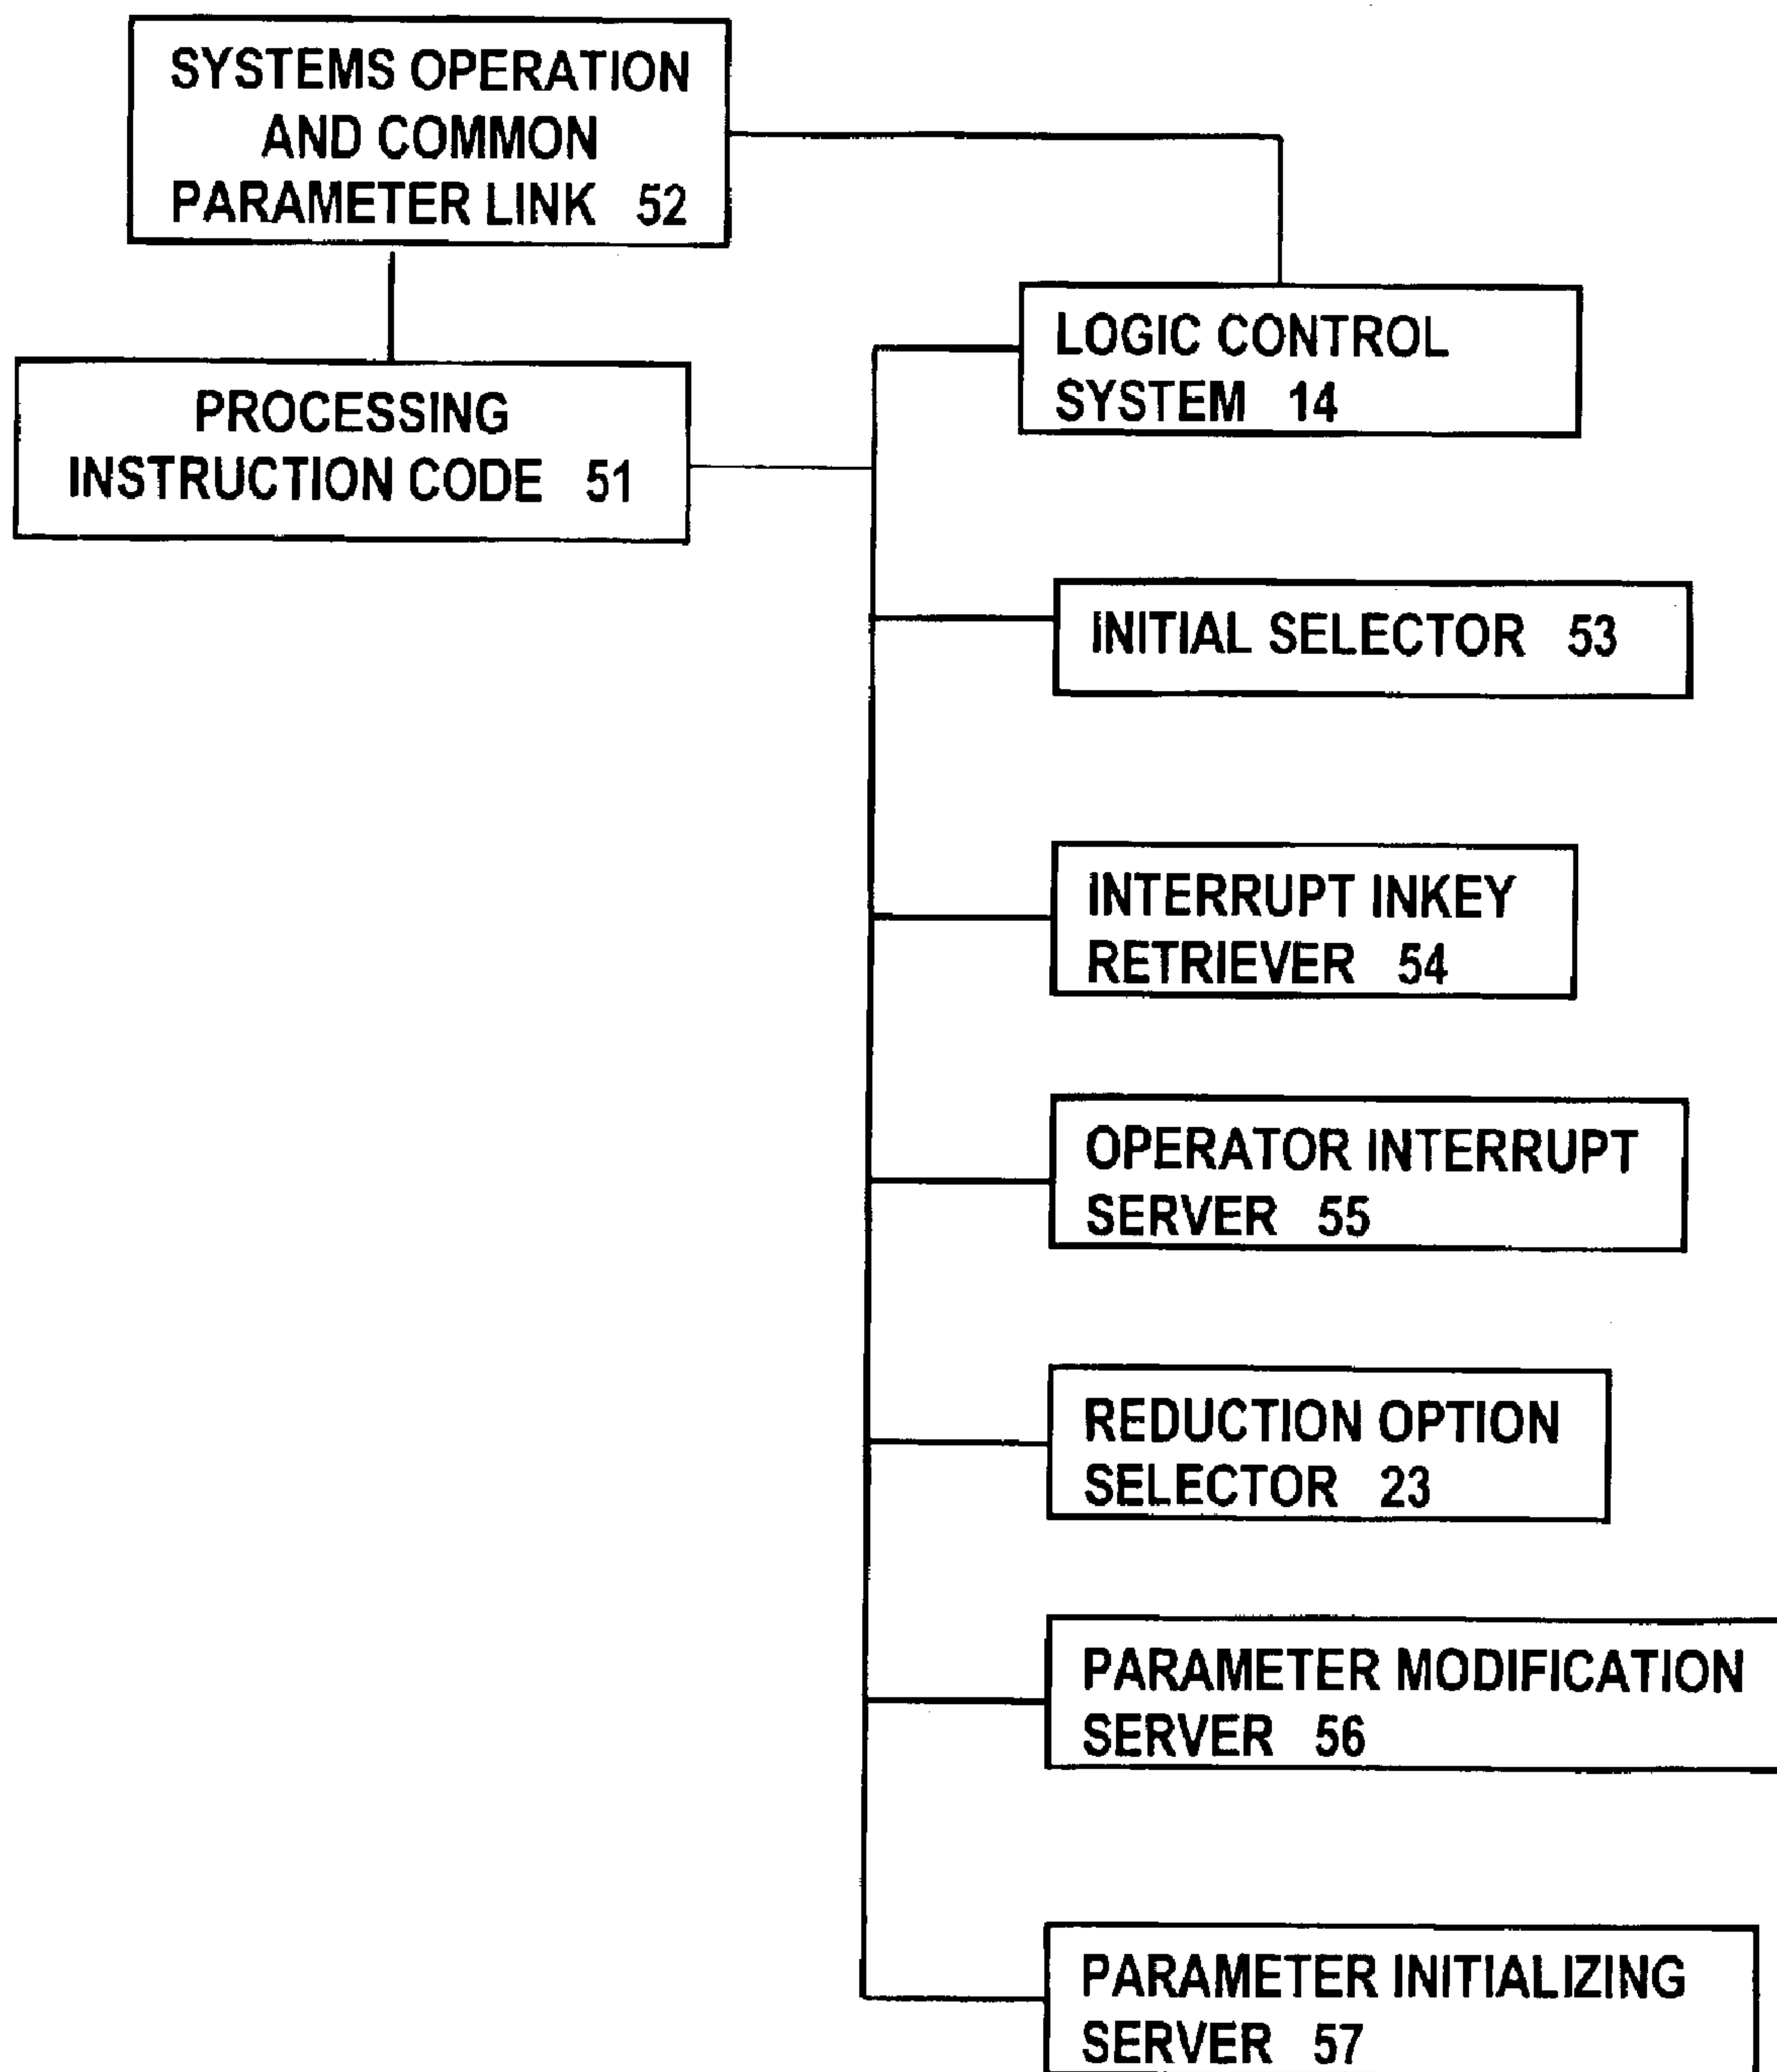 SYSTEMS OPERATION
AND COMMON
PARAMETER LINK 52
PROCESSING
INSTRUCTION CODE 51
LOGIC CONTROL
SYSTEM 14
INITIAL SELECTOR 53
INTERRUPT INKEY
RETRIEVER 54
OPERATOR INTERRUPT
SERVER 55
REDUCTION OPTION
SELECTOR 23
PARAMETER MODIFICATION
SERVER 56
PARAMETER INITIALIZING
SERVER 57